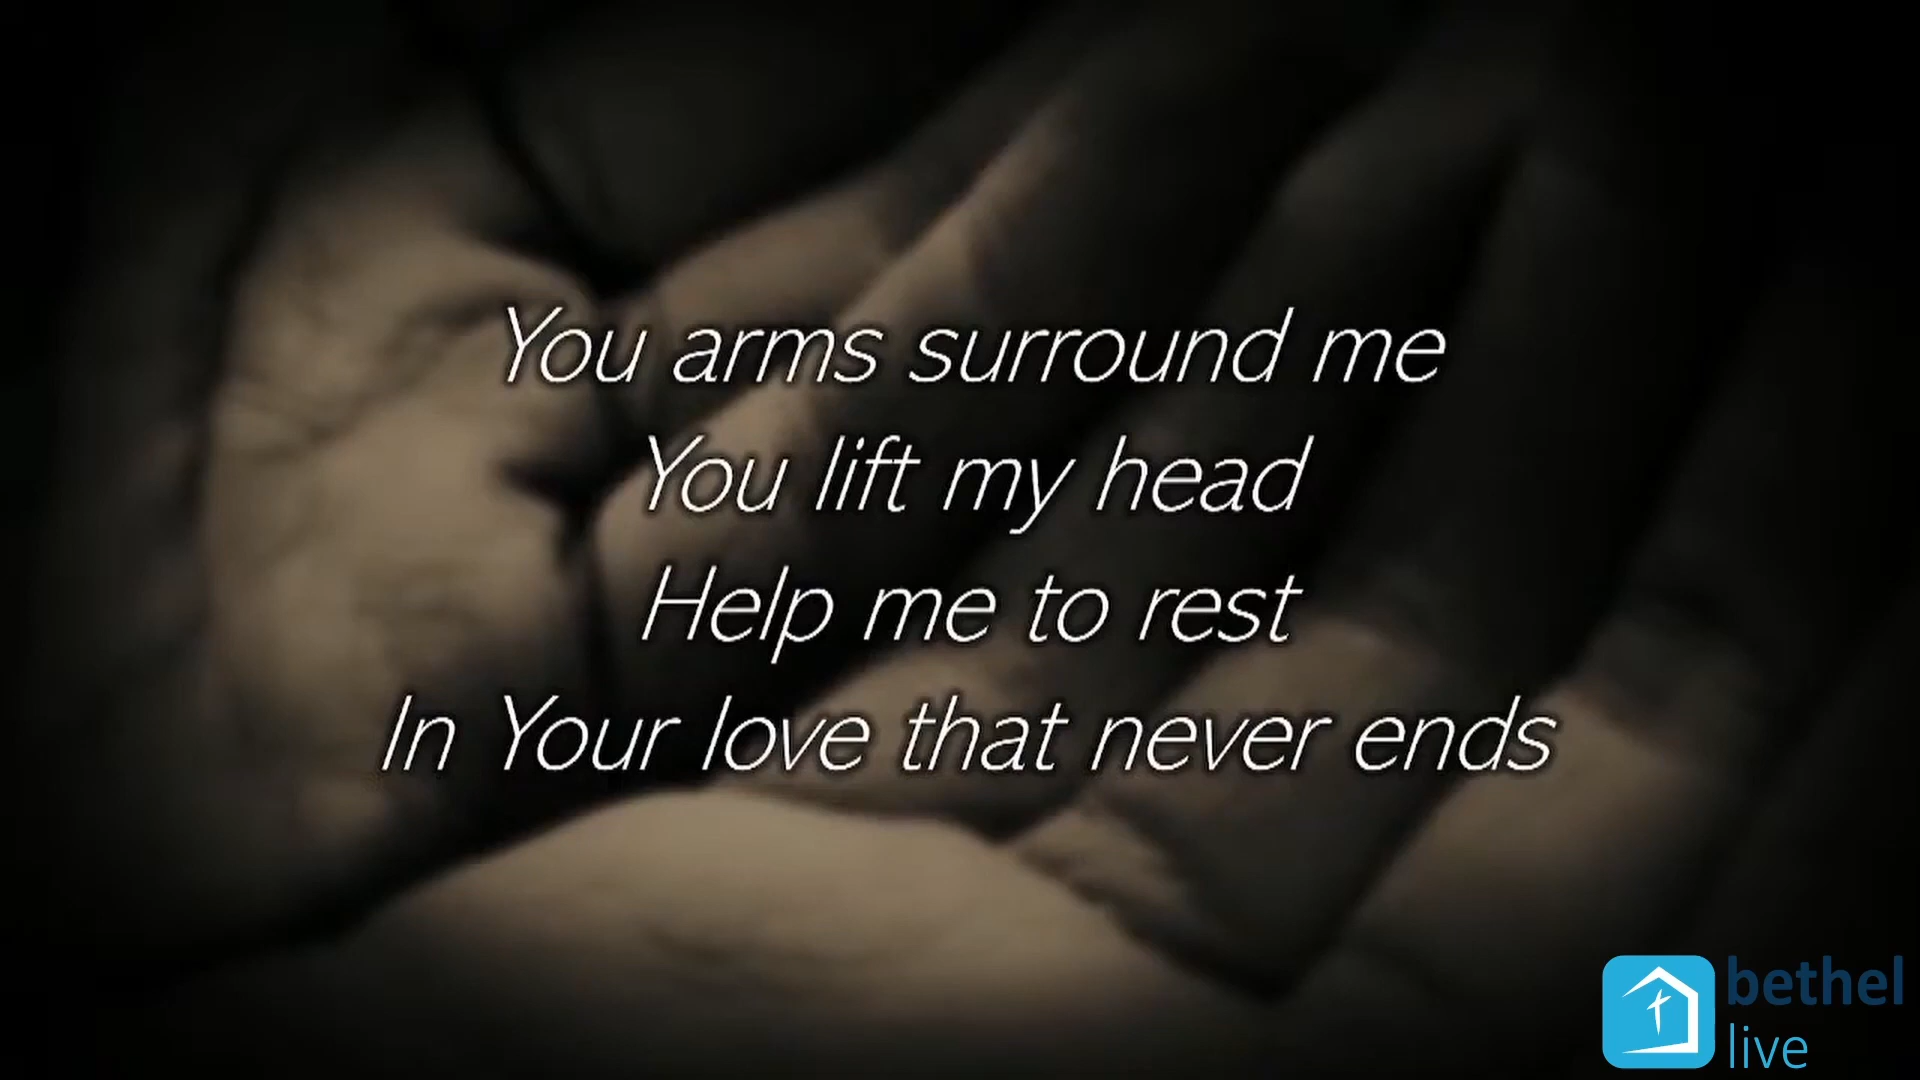 You arms surround me
You lift my head
Help me to rest
In Your love that never ends
bethel
live